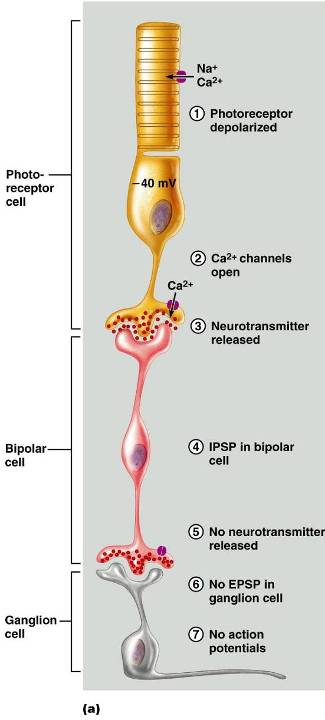 Na+
Ca2+
① Photoreceptor
depolarized
Photo-
receptor
cell
–40 mV
② Ca2+ channels
open
Ca2+
③ Neurotransmitter
released
Bipolar
cell
④ IPSP in bipolar
cell
⑤ No neurotransmitter
released
⑥ No EPSP in
ganglion cell
Ganglion
cell
⑦ No action
potentials
(a)